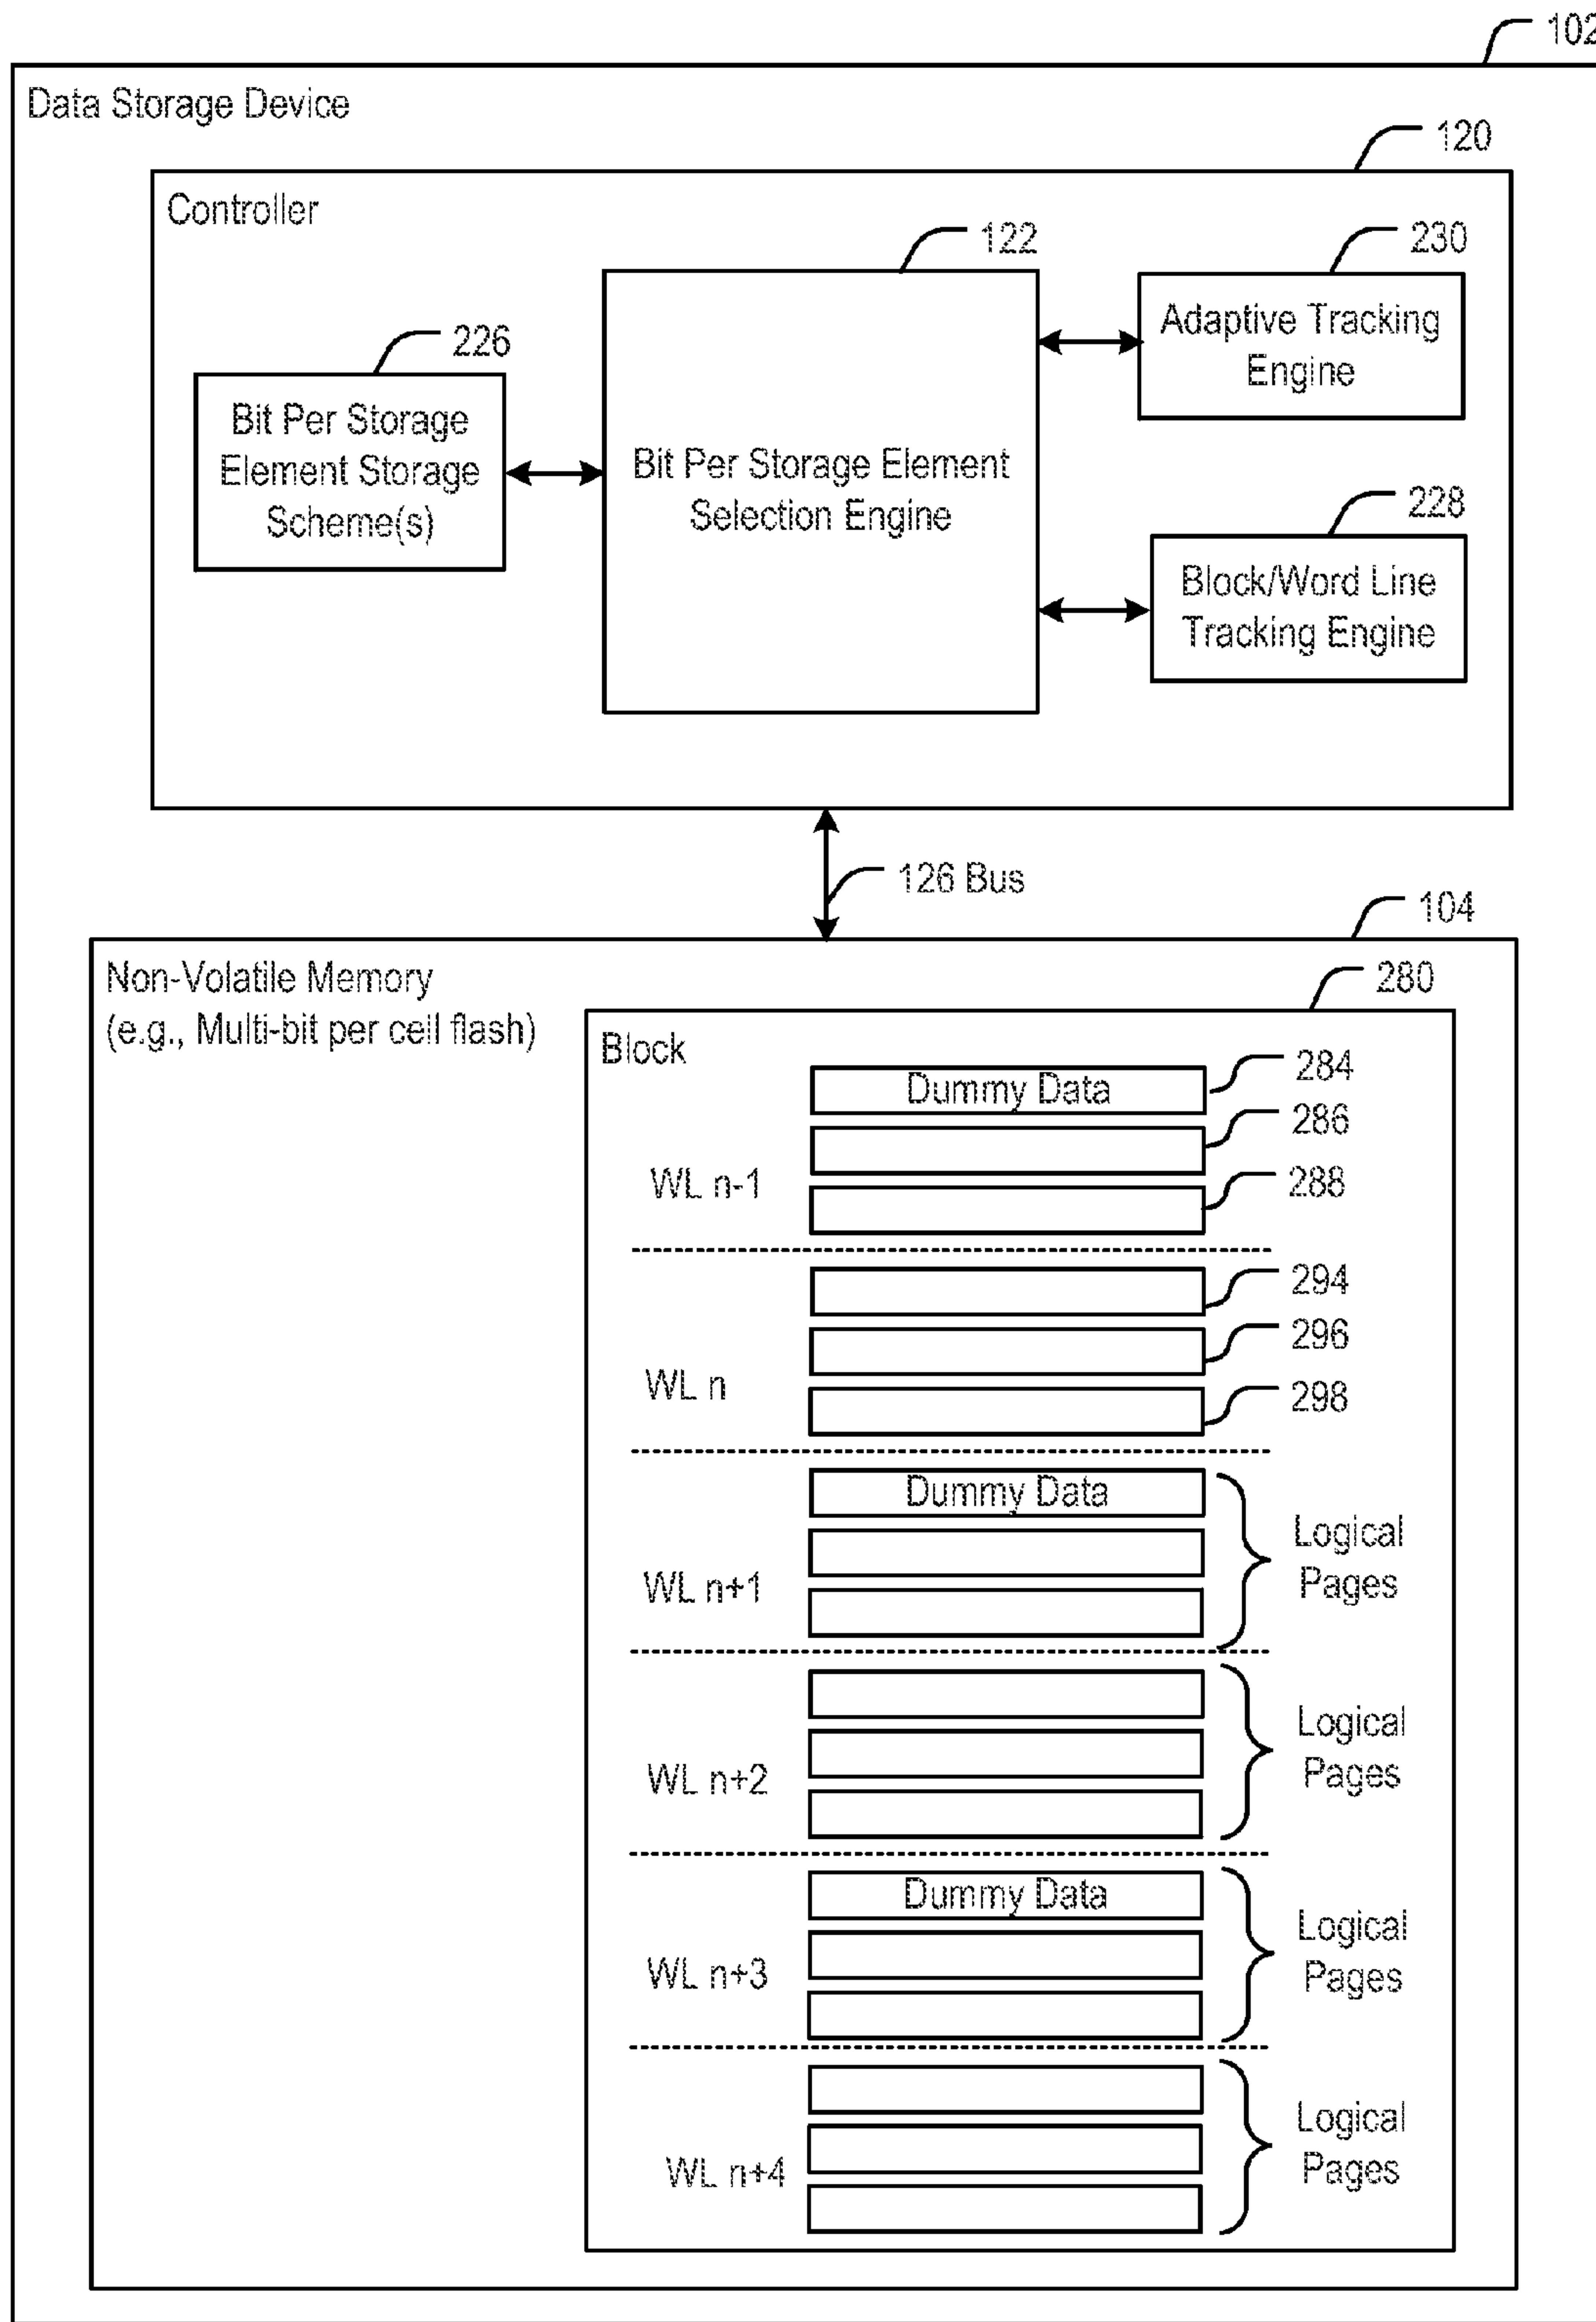 102
Data Storage Device
120
Controller
122
230
Adaptive Tracking
Engine
226
Bit Per Storage
Element Storage
Scheme(s)
Bit Per Storage Element
Selection Engine
228
Block/Word Line
Tracking Engine
126 Bus
104
Non-Volatile Memory
(e.g., Multi-bit per cell flash)
280
Block
Dummy Data
284
286
WL n-1
288
294
296
WL n
298
Dummy Data
WL n+1
Logical
Pages
WL n+2
Logical
Pages
Dummy Data
WL n+3
Logical
Pages
WL n+4
Logical
Pages